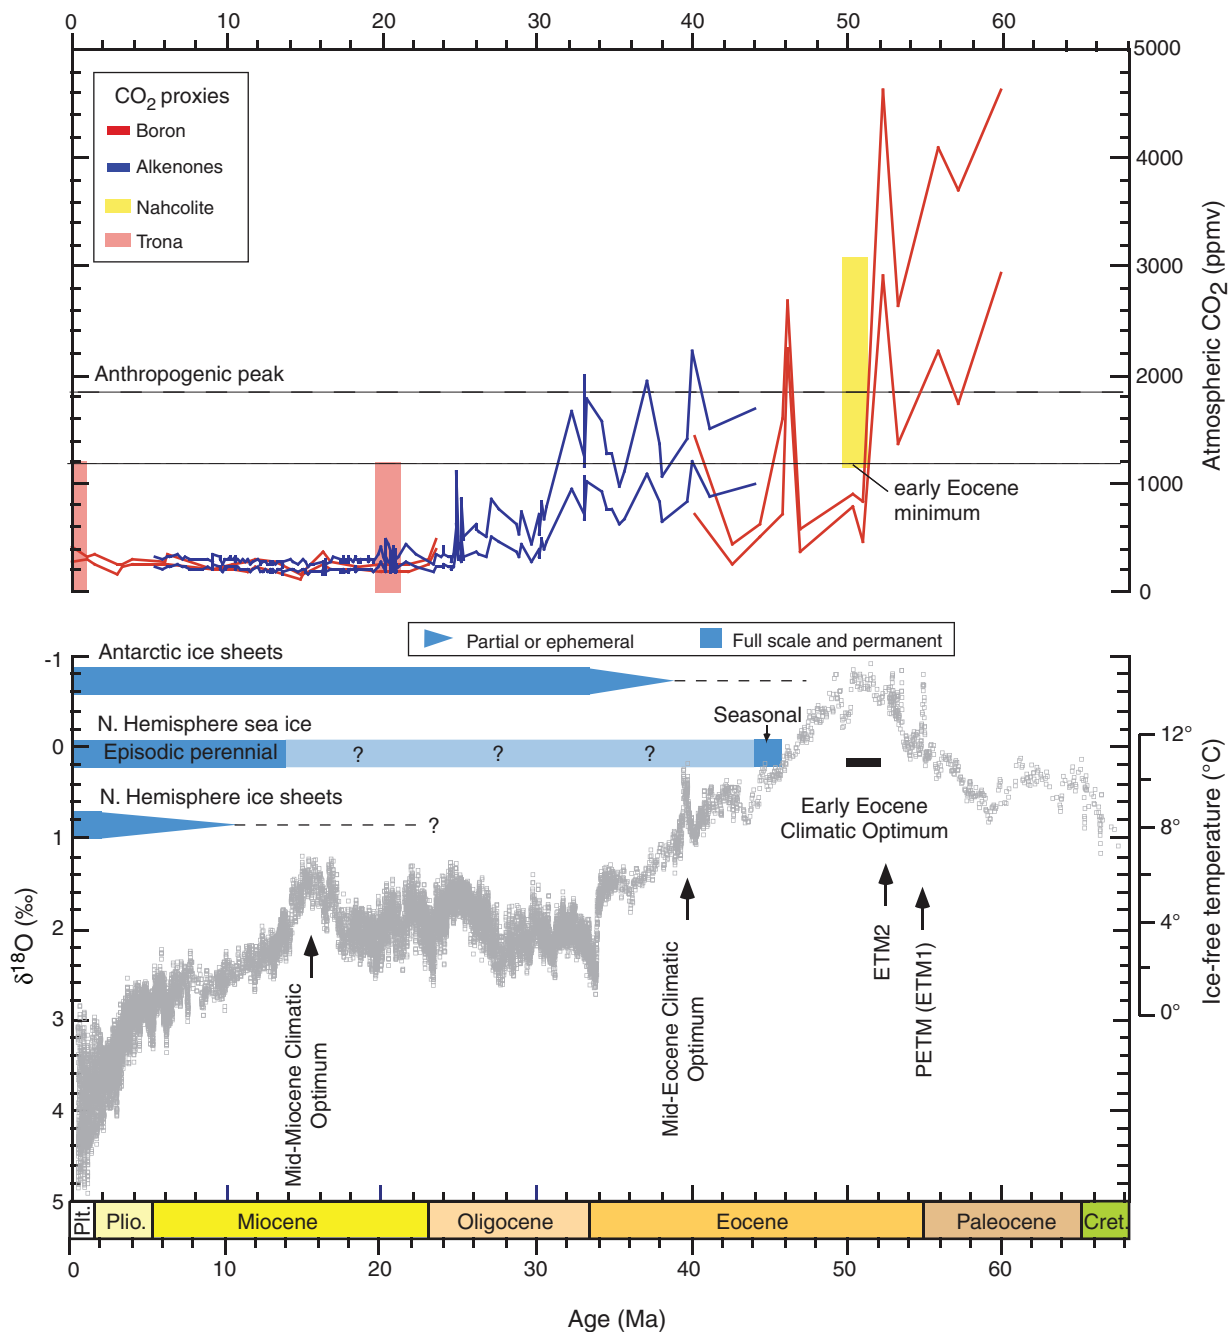 0 10 20 30 40 50 60
5000
CO2 proxies
Boron
Alkenones
Nahcolite
Trona
4000
3000
Anthropogenic peak
2000
early Eocene
minimum
1000
0
Atmospheric CO2 (ppmv)
Partial or ephemeral
Full scale and permanent
Antarctic ice sheets
-1
N. Hemisphere sea ice
Seasonal
0
Episodic perennial
? ? ?
12°
N. Hemisphere ice sheets
?
Early Eocene
Climatic Optimum
1
8°
2
4°
3
0°
4
5
δ18O (‰)
Ice-free temperature (°C)
Mid-Miocene Climatic
Optimum
Mid-Eocene Climatic
Optimum
ETM2
PETM (ETM1)
Plt. Plio. Miocene Oligocene Eocene Paleocene Cret.
0 10 20 30 40 50 60
Age (Ma)